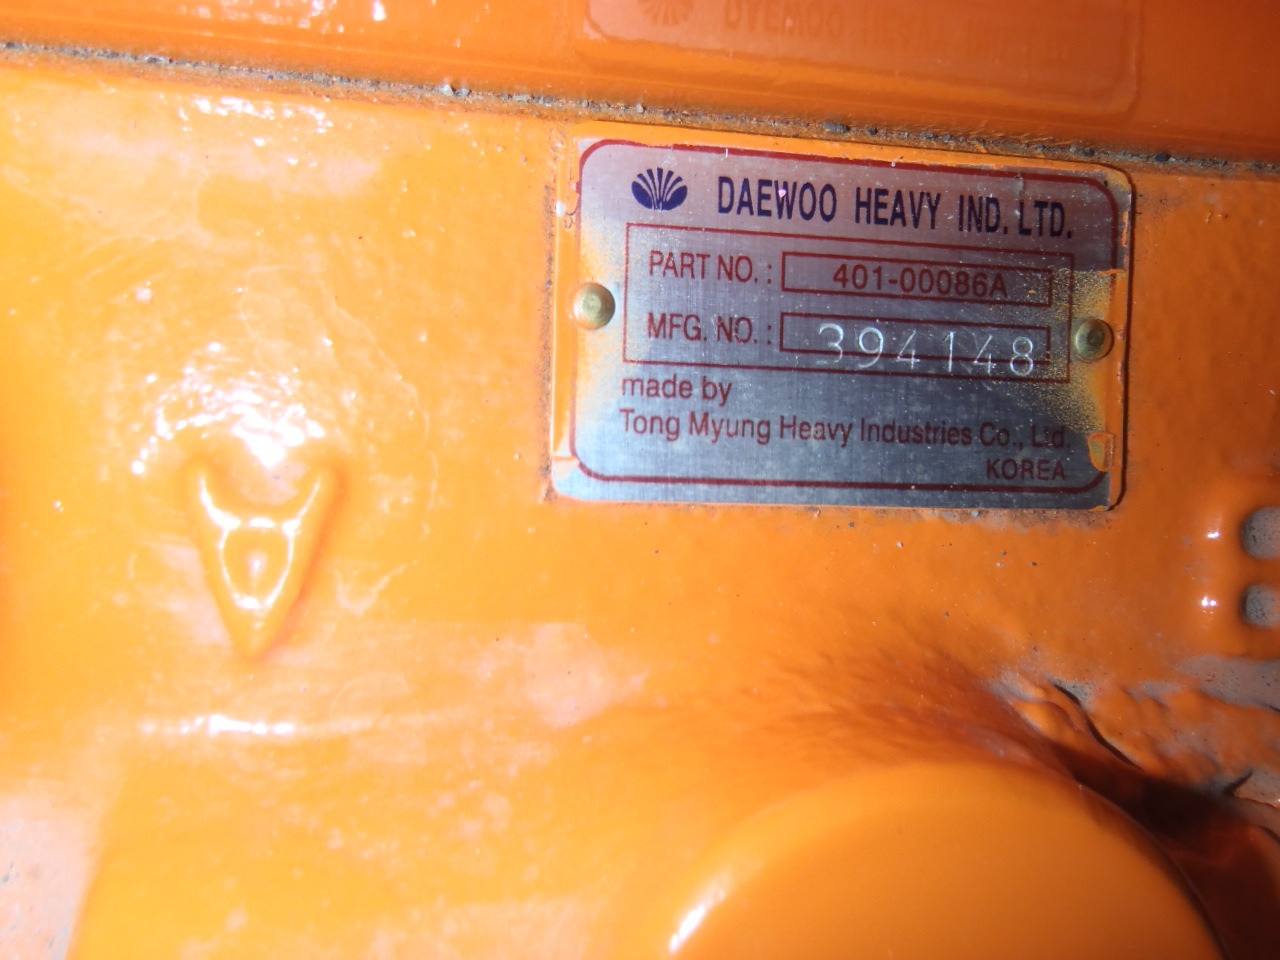 DAEWOO HEAVY IND. LTD.
PART NO. : 401-00086A
MFG. NO. : 394148
made by
Tong Myung Heavy Industries Co., Ltd.
KOREA